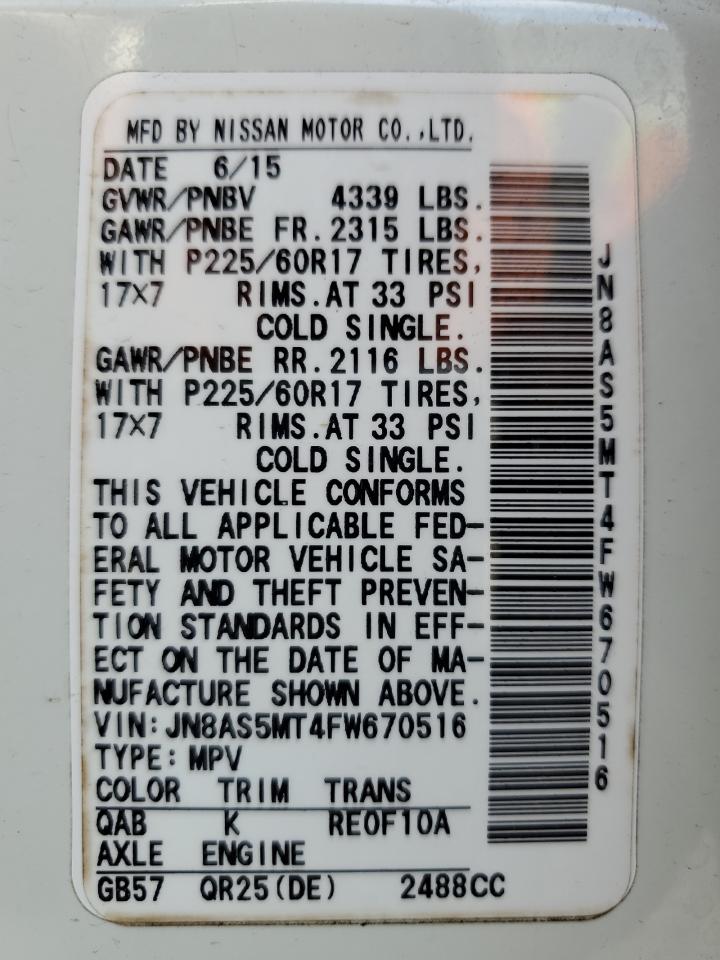 MFD BY NISSAN MOTOR CO.,LTD.
DATE 6/15
GVWR/PNBV 4339 LBS.
GAWR/PNBE FR.2315 LBS.
WITH P225/60R17 TIRES,
17X7 RIMS.AT 33 PSI
COLD SINGLE.
GAWR/PNBE RR.2116 LBS.
WITH P225/60R17 TIRES,
17X7 RIMS.AT 33 PSI
COLD SINGLE.
THIS VEHICLE CONFORMS
TO ALL APPLICABLE FED-
ERAL MOTOR VEHICLE SA-
FETY AND THEFT PREVEN-
TION STANDARDS IN EFF-
ECT ON THE DATE OF MA-
NUFACTURE SHOWN ABOVE.
VIN:JN8AS5MT4FW670516
TYPE:MPV
COLOR TRIM TRANS
QAB K RE0F10A
AXLE ENGINE
GB57 QR25(DE) 2488CC
JN8AS5MT4FW670516